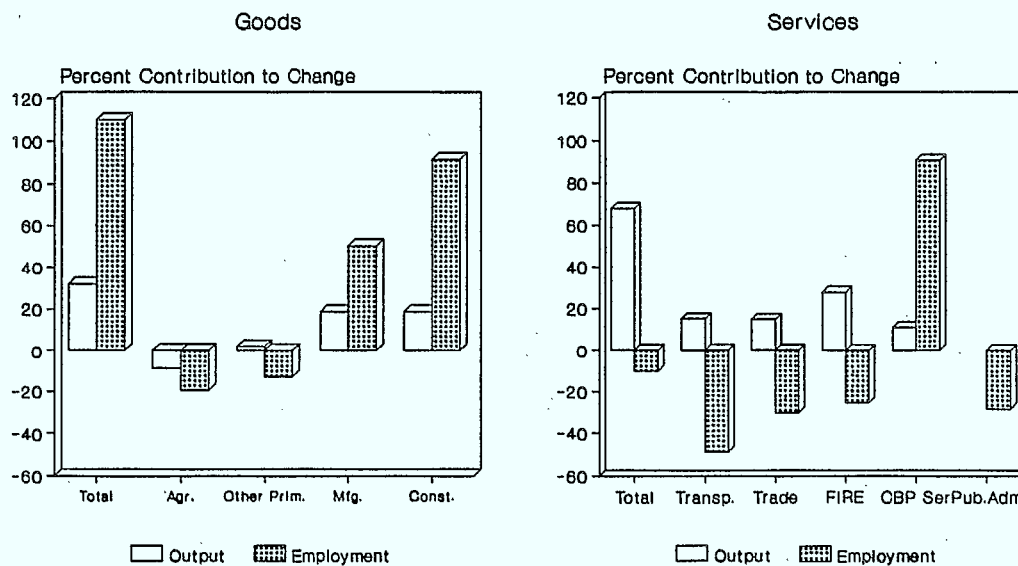 Goods
Percent Contribution to Change
120
100
80
60
40
20
0
-20
-40
-60
Total Agr. Other Prim. Mfg. Const.
Output Employment
Services
Percent Contribution to Change
120
100
80
60
40
20
0
-20
-40
-60
Total Transp. Trade FIRE CBP Ser Pub.Adm
Output Employment